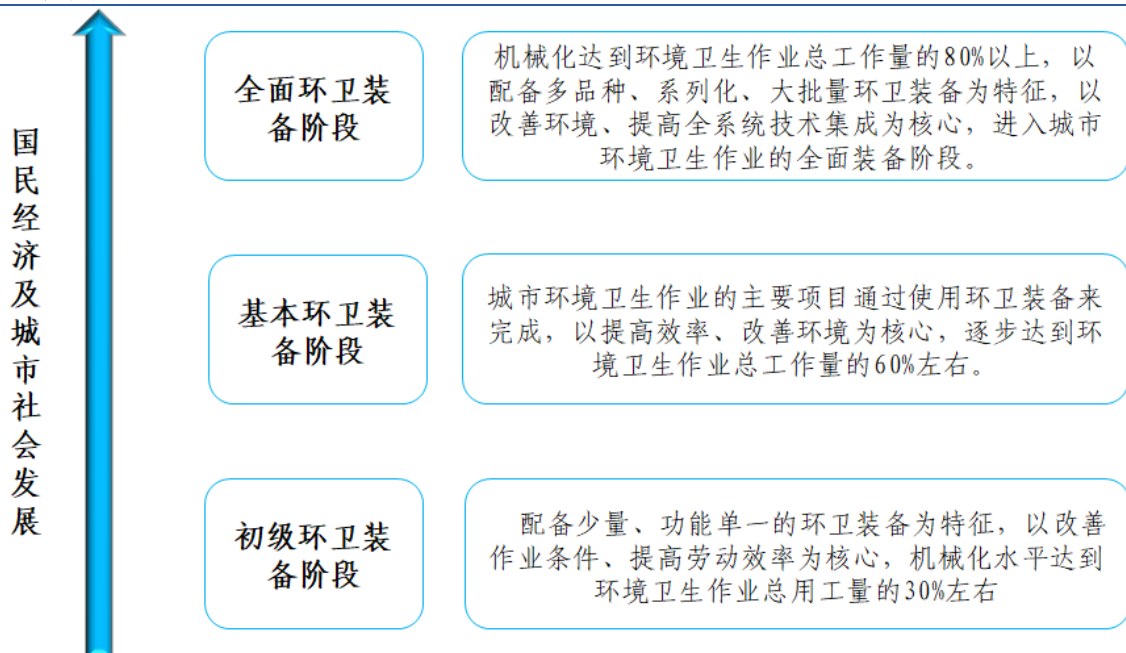 国民经济及城市社会发展
全面环卫装
备阶段
机械化达到环境卫生作业总工作量的80%以上，以
配备多品种、系列化、大批量环卫装备为特征，以
改善环境、提高全系统技术集成为核心，进入城市
环境卫生作业的全面装备阶段。
基本环卫装
备阶段
城市环境卫生作业的主要项目通过使用环卫装备来
完成，以提高效率、改善环境为核心，逐步达到环
境卫生作业总工作量的60%左右。
初级环卫装
备阶段
配备少量、功能单一的环卫装备为特征，以改善
作业条件、提高劳动效率为核心，机械化水平达到
环境卫生作业总用工量的30%左右